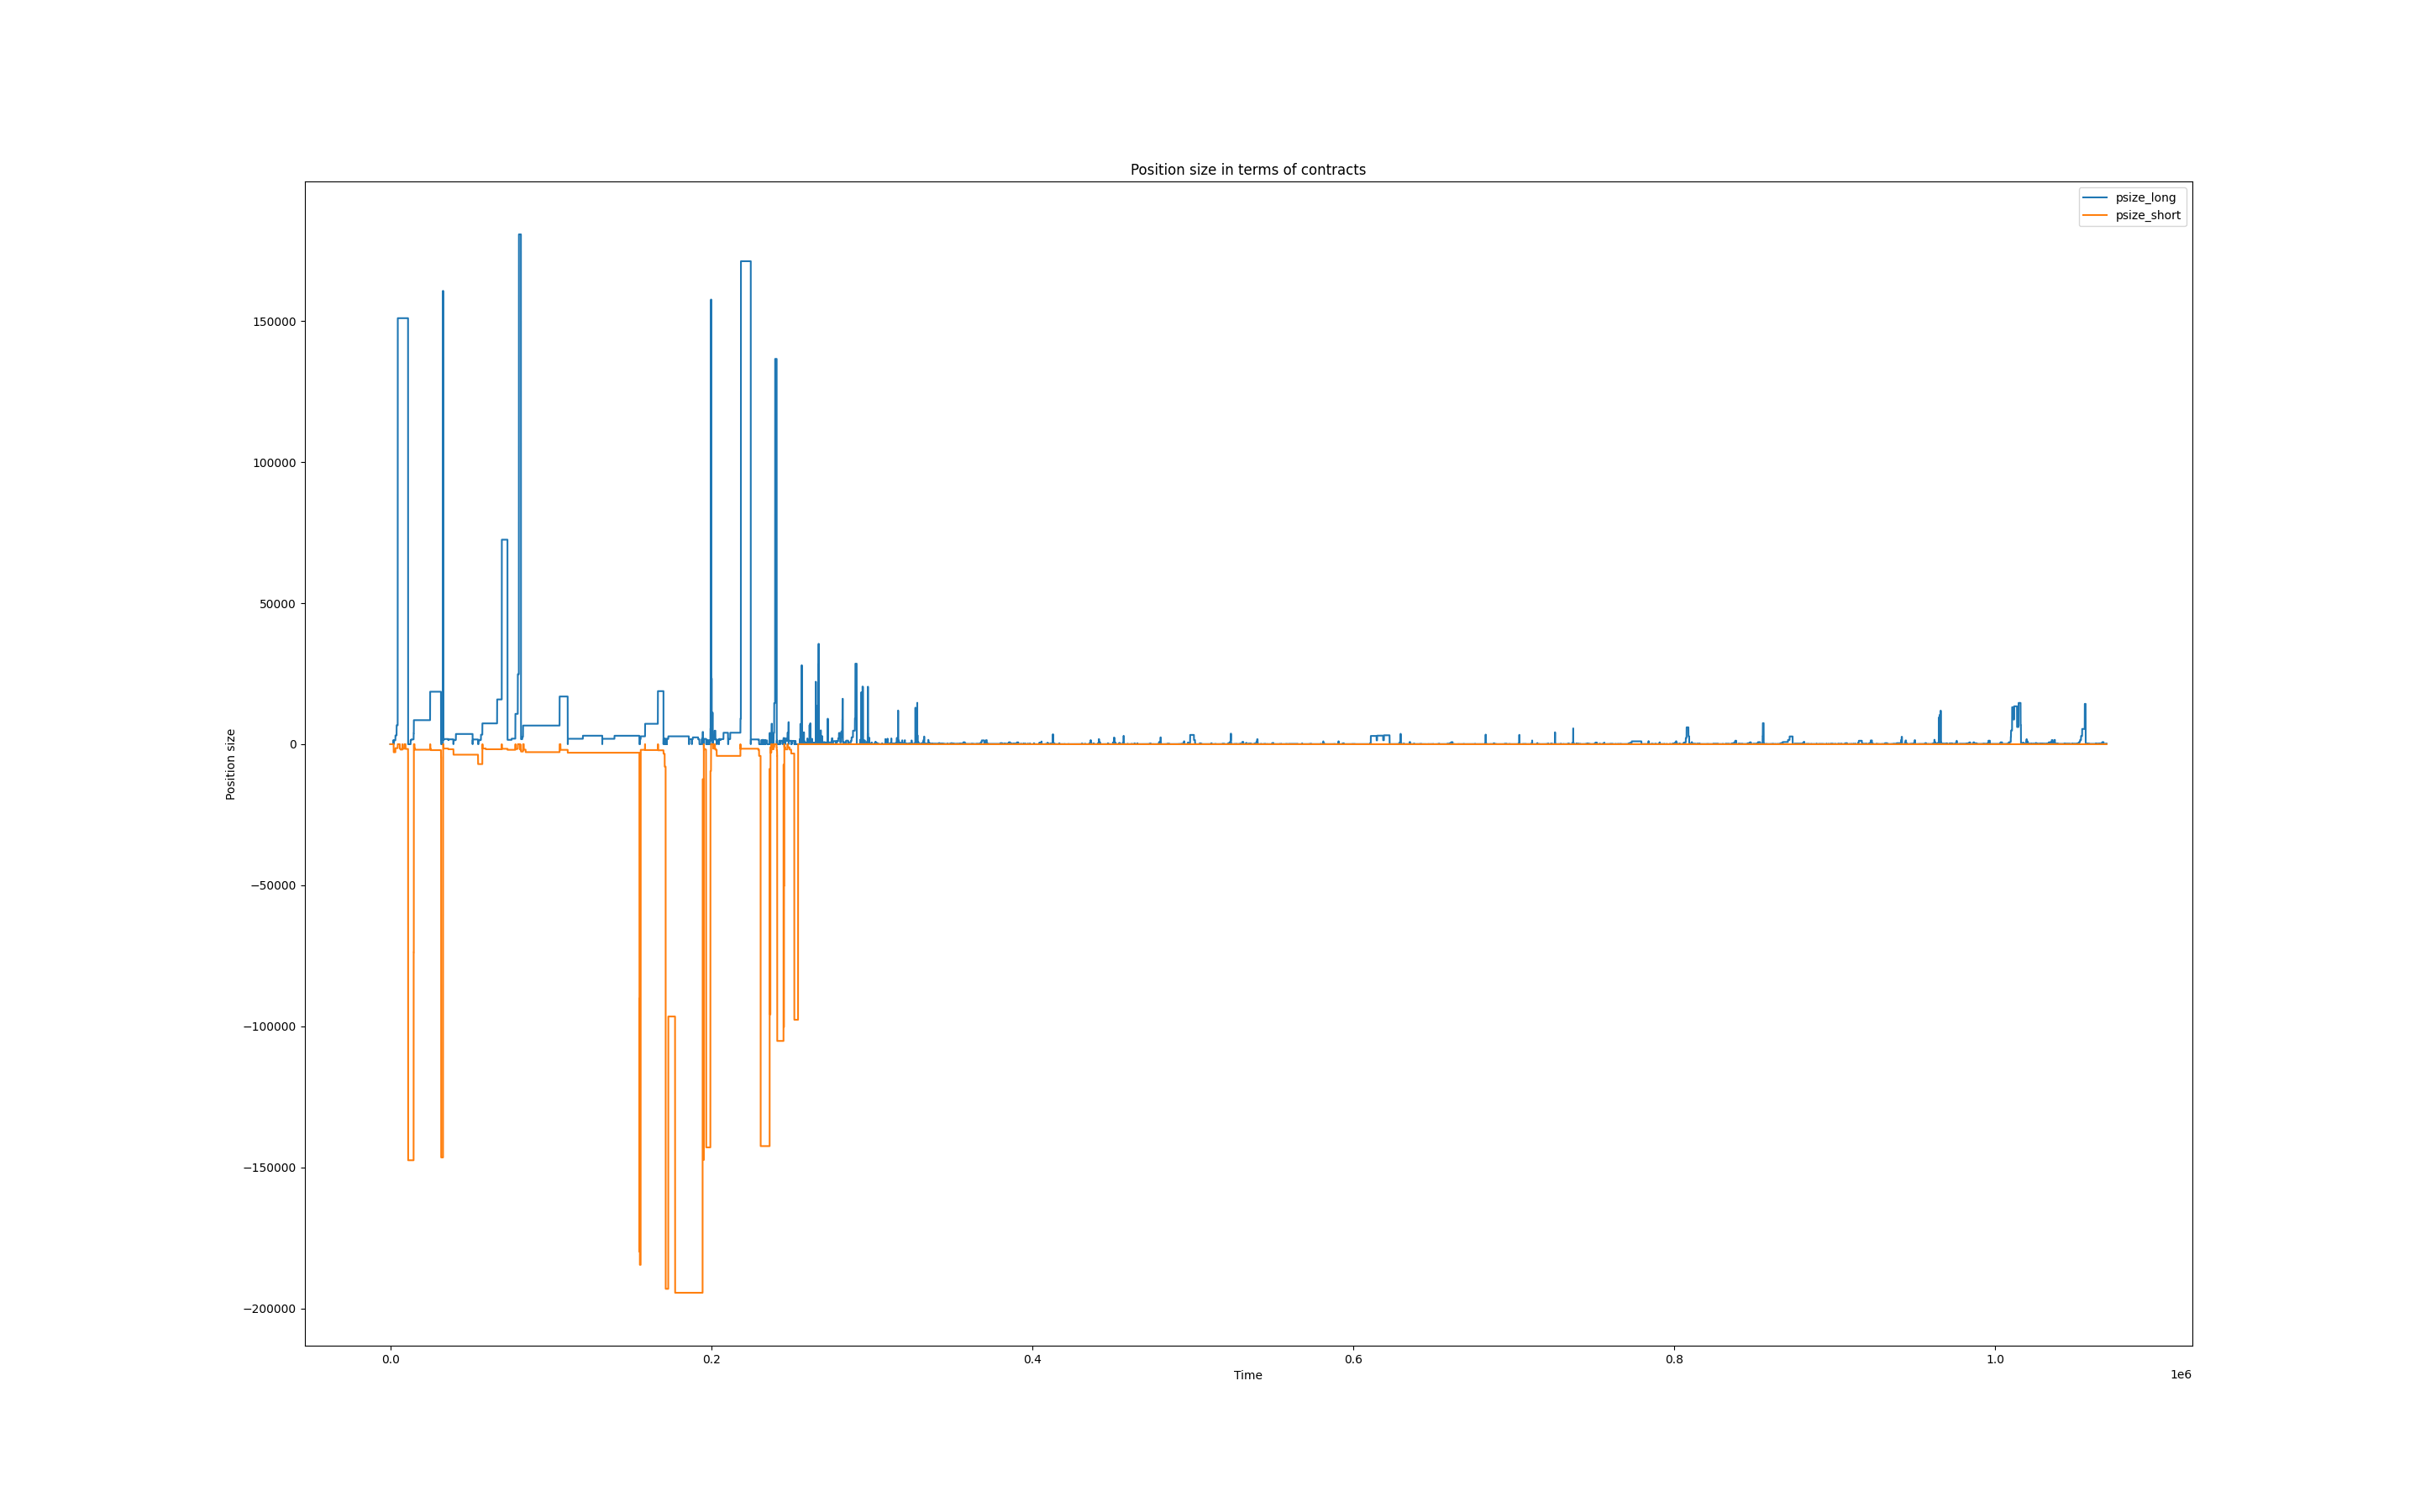 Position size in terms of contracts
psize_long
psize_short
150000
100000
50000
0
−50000
−100000
−150000
−200000
Position size
0.0
0.2
0.4
0.6
0.8
1.0
1e6
Time